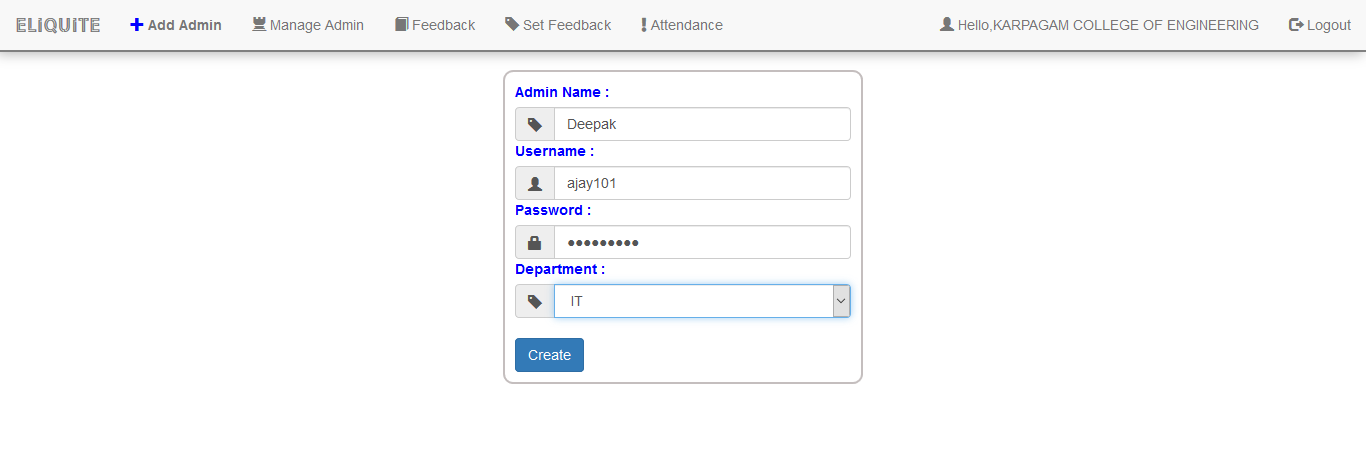 ELiQUiTE Add Admin Manage Admin Feedback Set Feedback Attendance Hello,KARPAGAM COLLEGE OF ENGINEERING Logout
Admin Name :
Deepak
Username :
ajay101
Password :
●●●●●●●●●
Department :
IT
Create